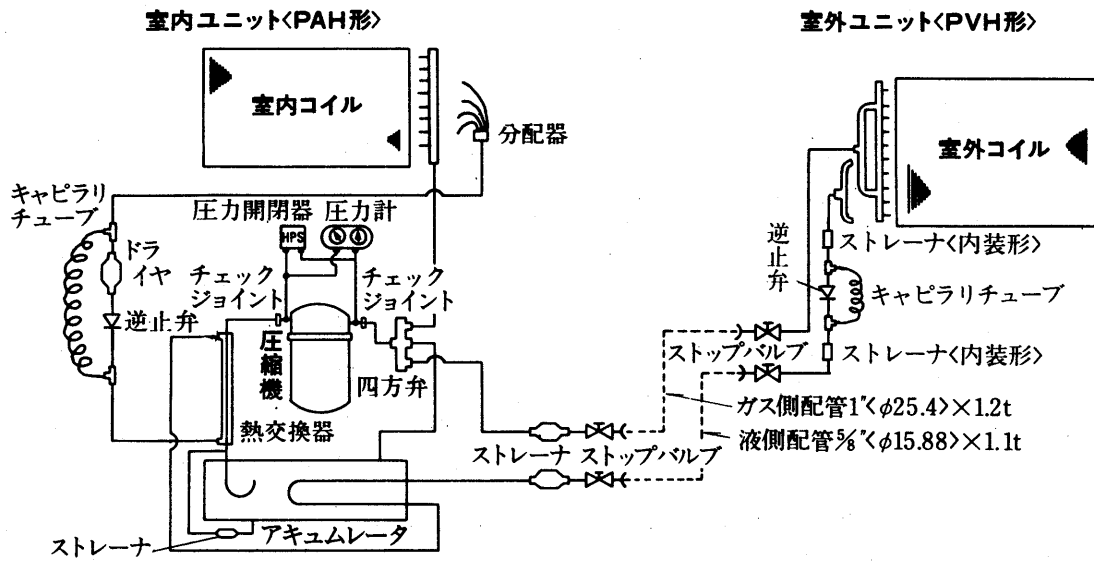 室内ユニット<PAH形>
室外ユニット<PVH形>
室内コイル
分配器
室外コイル
キャピラリ
チューブ
圧力開閉器
圧力計
HPS
ドラ
イヤ
チェック
ジョイント
チェック
ジョイント
逆止弁
圧縮機
四方弁
熱交換器
アキュムレータ
ストレーナ
ストレーナ
ストップバルブ
逆止弁
ストレーナ<内装形>
キャピラリチューブ
ストップバルブ
ストレーナ<内装形>
ガス側配管1"<φ25.4>×1.2t
液側配管5/8"<φ15.88>×1.1t